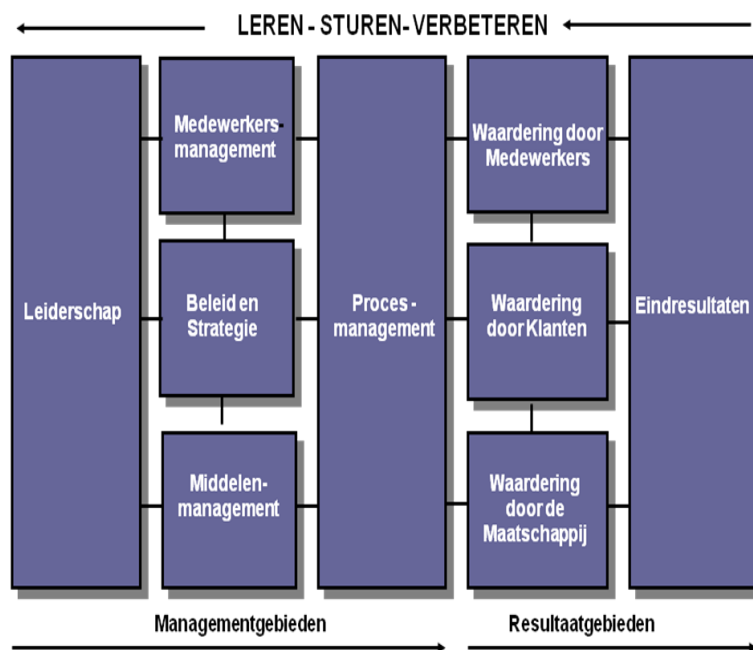 LEREN - STUREN- VERBETEREN
Leiderschap
Medewerkers-
management
Beleid en
Strategie
Middelen-
management
Proces -
management
Waardering door
Medewerkers
Waardering
door Klanten
Waardering
door de
Maatschappij
Eindresultaten
Managementgebieden
Resultaatgebieden